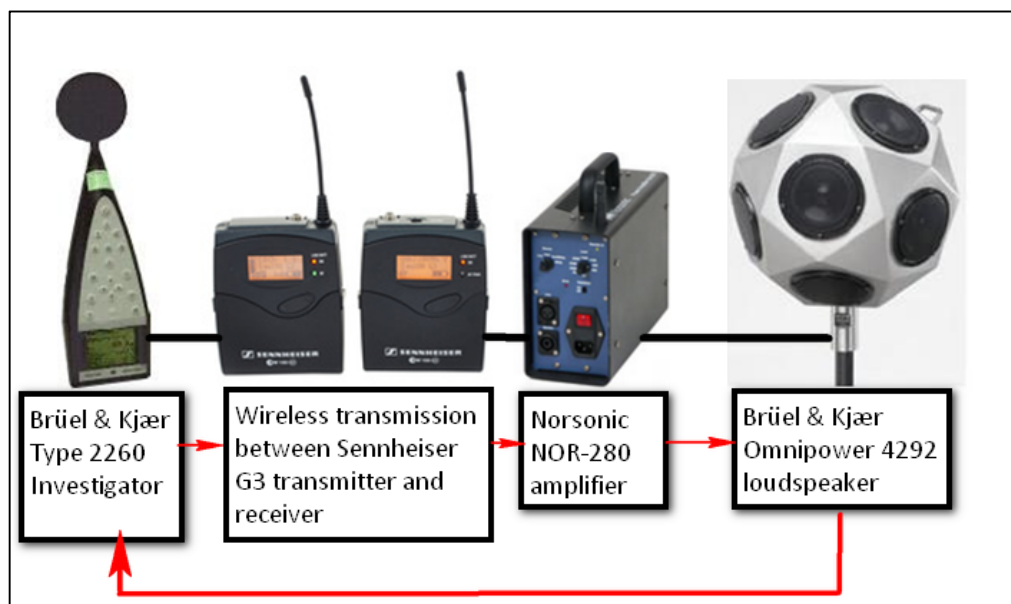 SENNHEISER
SENNHEISER
Brüel & Kjær
Type 2260
Investigator
Wireless transmission
between Sennheiser
G3 transmitter and
receiver
Norsonic
NOR-280
amplifier
Brüel & Kjær
Omnipower 4292
loudspeaker